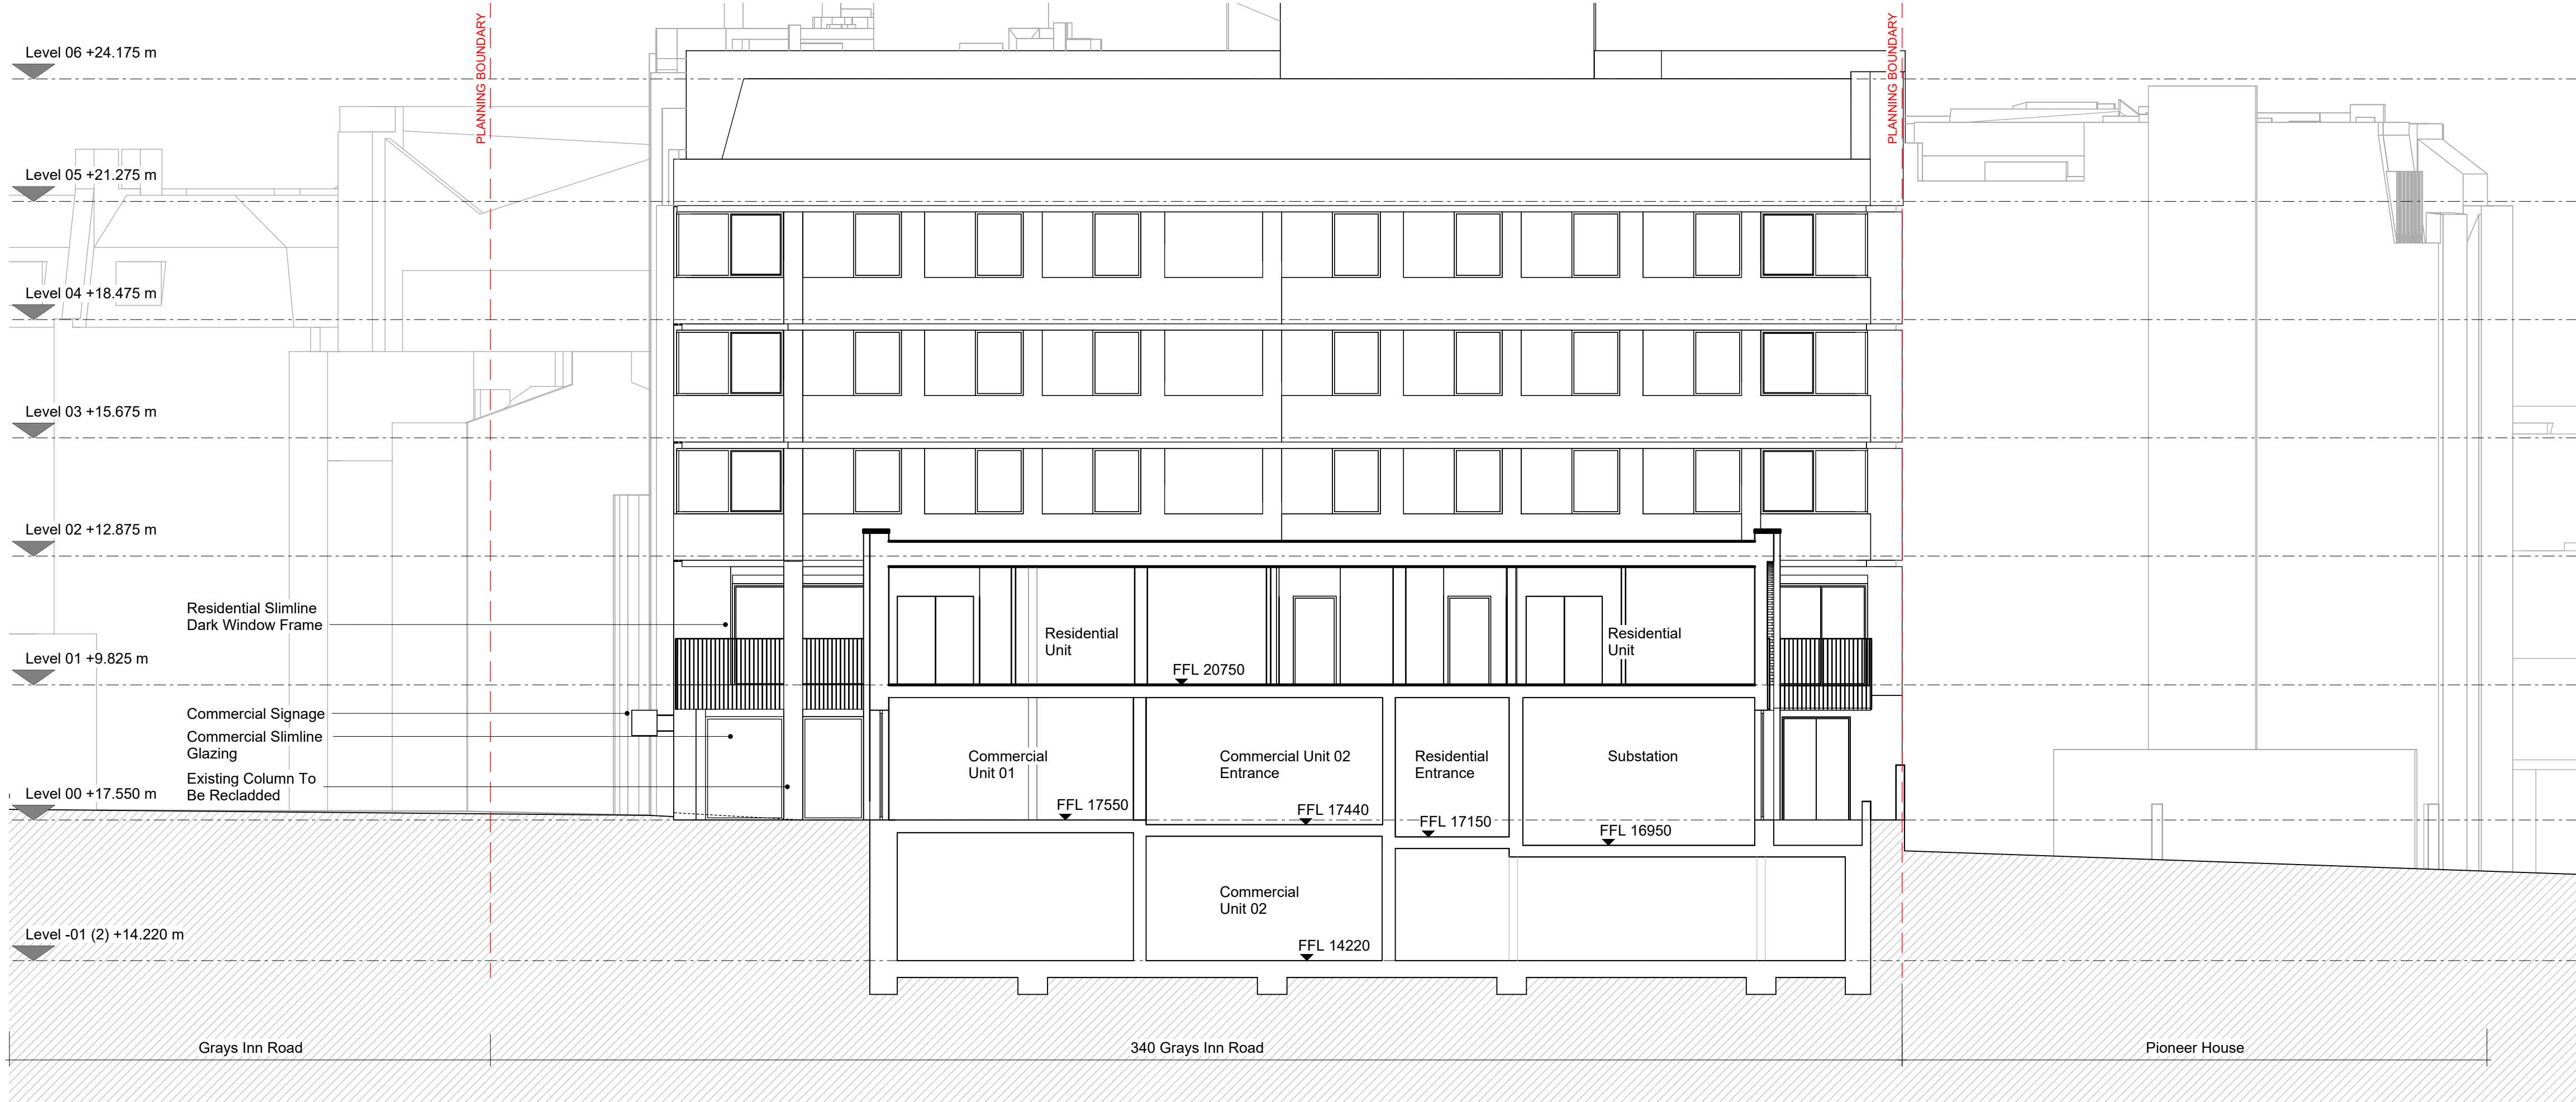 PLANNING BOUNDARY
PLANNING BOUNDARY
Level 06 +24.175 m
Level 05 +21.275 m
Level 04 +18.475 m
Level 03 +15.675 m
Level 02 +12.875 m
Residential Slimline
Dark Window Frame
Residential
Unit
Residential
Unit
Level 01 +9.825 m
FFL 20750
Commercial Signage
Commercial Slimline
Glazing
Commercial
Unit 01
Commercial Unit 02
Entrance
Residential
Entrance
Substation
Existing Column To
Be Recladded
Level 00 +17.550 m
FFL 17550
FFL 17440
FFL 17150
FFL 16950
Commercial
Unit 02
Level -01 (2) +14.220 m
FFL 14220
Grays Inn Road
340 Grays Inn Road
Pioneer House